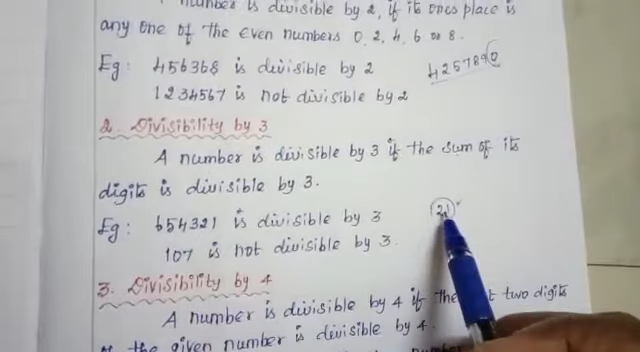 number is divisible by 2, if its ones place is
any one of the even numbers 0, 2, 4, 6 or 8.
Eg: 456368 is divisible by 2
4257890
1234567 is not divisible by 2
2. Divisibility by 3
A number is divisible by 3 if the sum of its
digits is divisible by 3.
21
Eg: 654321 is divisible by 3
107 is not divisible by 3.
3. Divisibility by 4
A number is divisible by 4 if the two digits
of the given number is divisible by 4.
number